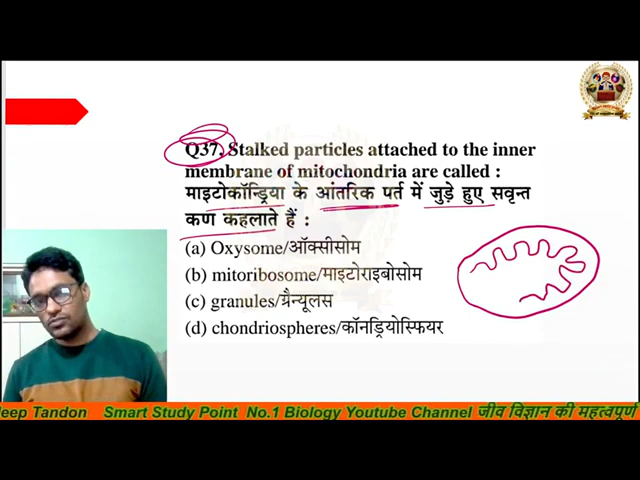 Q37. Stalked particles attached to the inner
membrane of mitochondria are called :
माइटोकॉन्ड्रिया के आंतरिक पर्त में जुड़े हुए सवृन्त
कण कहलाते हैं :
(a) Oxysome/ऑक्सीसोम
(b) mitoribosome/माइटोराइबोसोम
(c) granules/ग्रैन्यूलस
(d) chondriospheres/कॉनड्रियोस्फियर
deep Tandon Smart Study Point No.1 Biology Youtube Channel जीव विज्ञान की महत्वपूर्ण